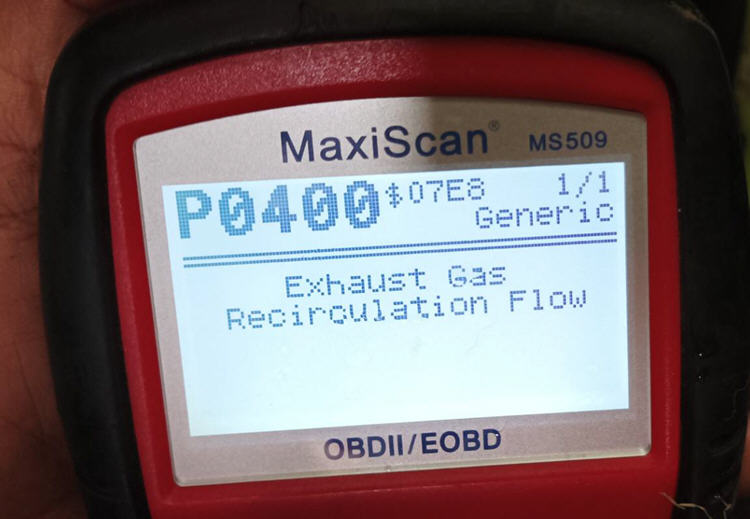 MaxiScan® MS509
P0400 $07E8 1/1
Generic
Exhaust Gas
Recirculation Flow
OBDII/EOBD